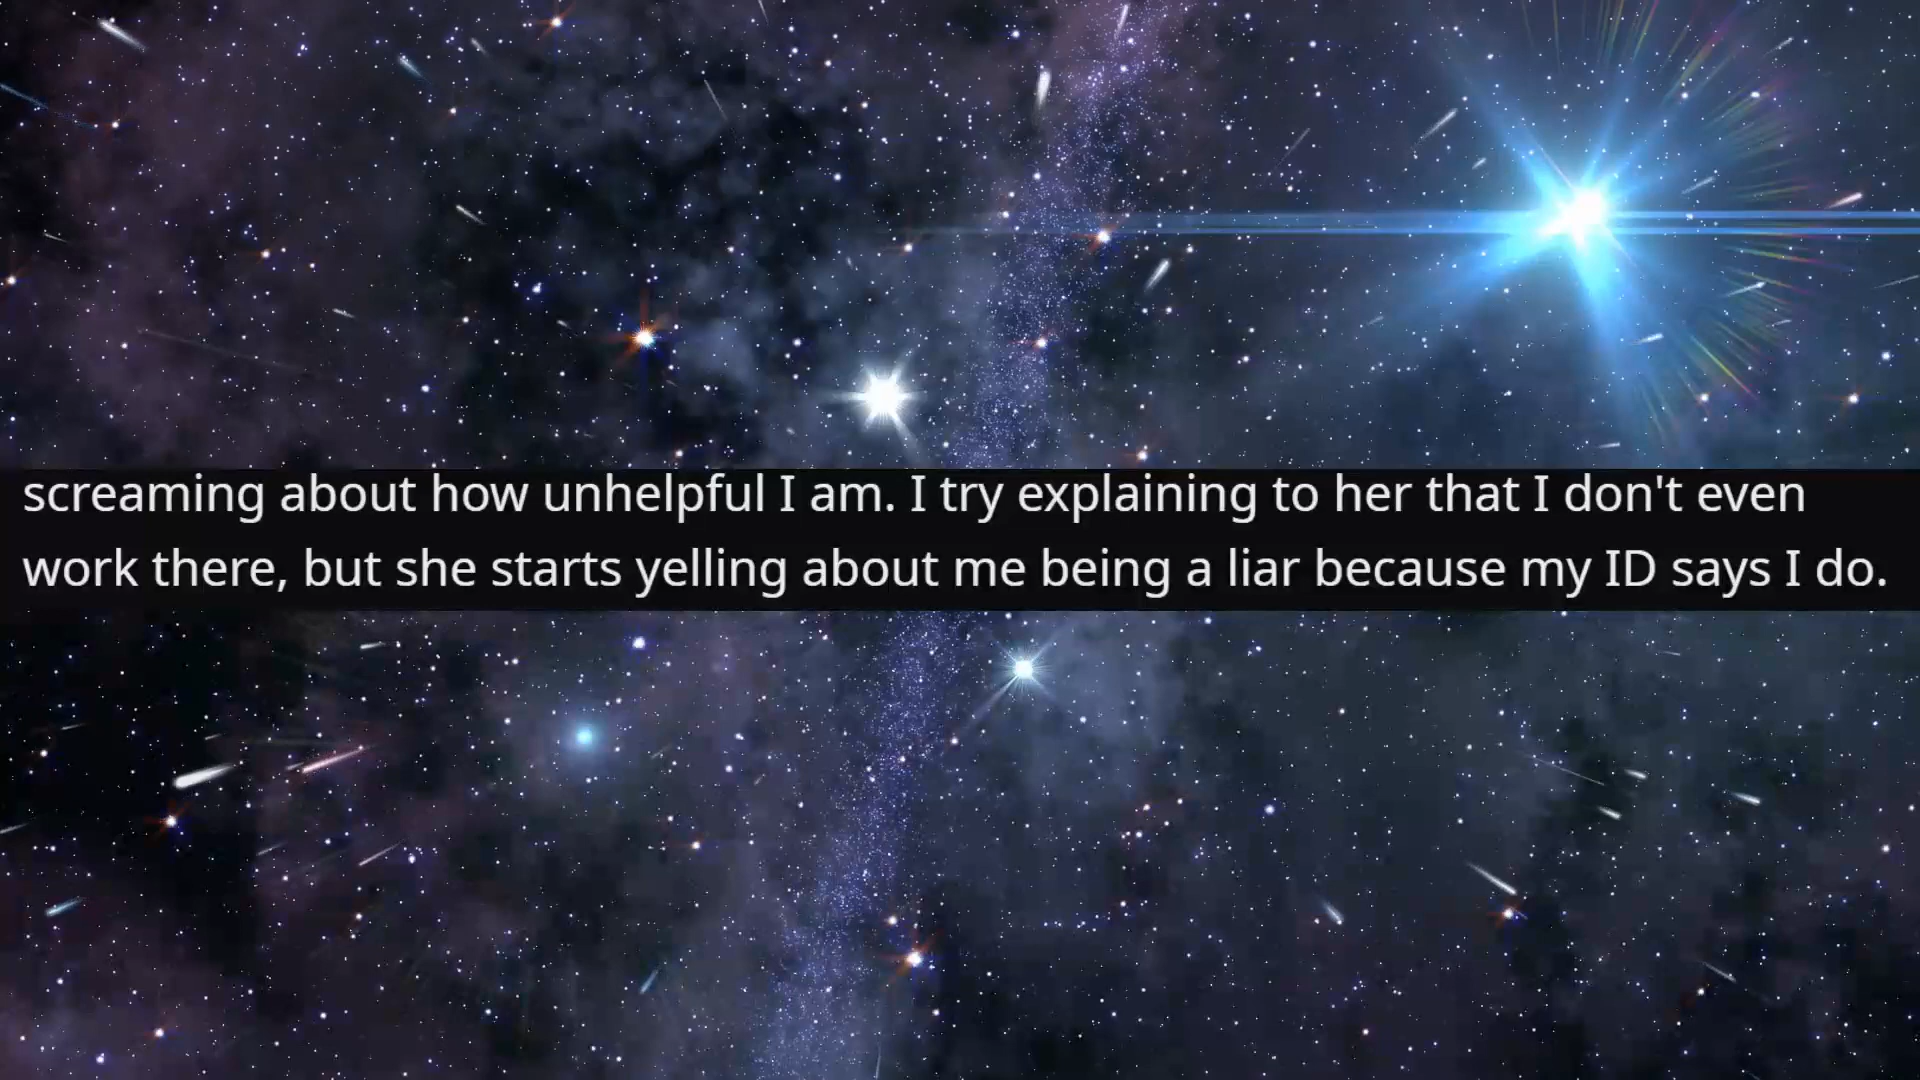 screaming about how unhelpful I am. I try explaining to her that I don't even
work there, but she starts yelling about me being a liar because my ID says I do.